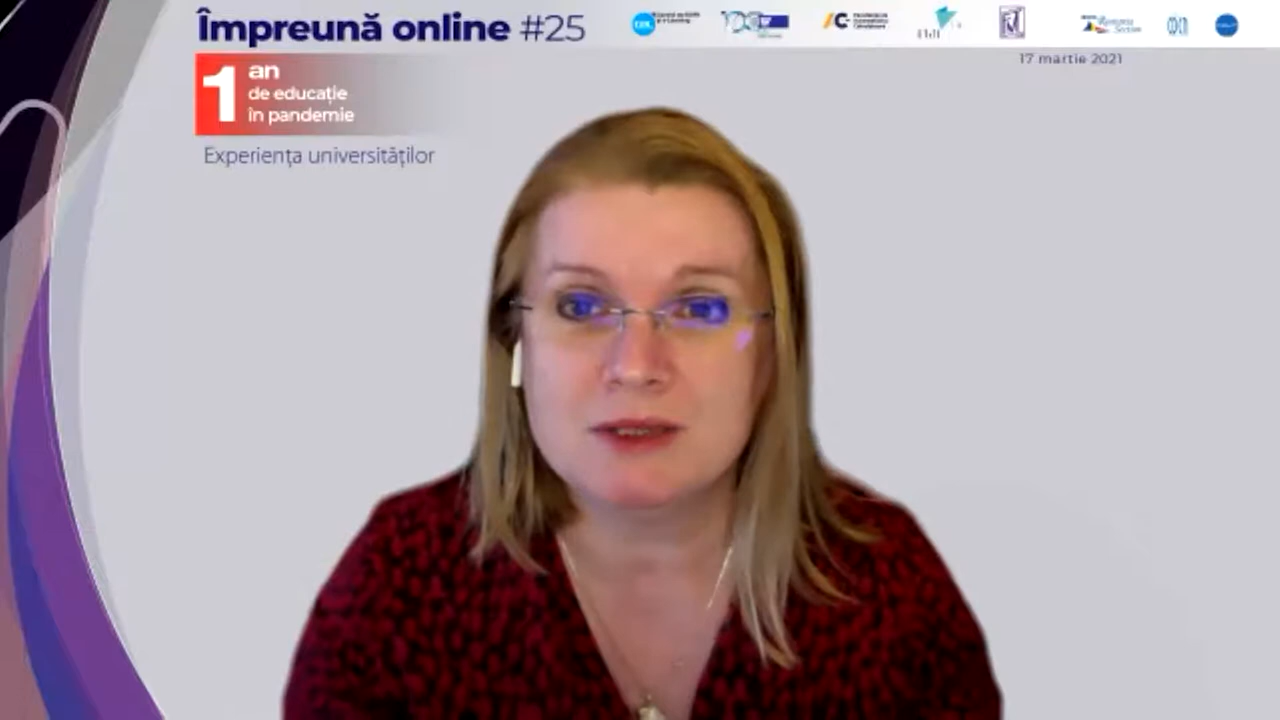 Împreună online #25
17 martie 2021
1 an
de educație
în pandemie
Experiența universităților